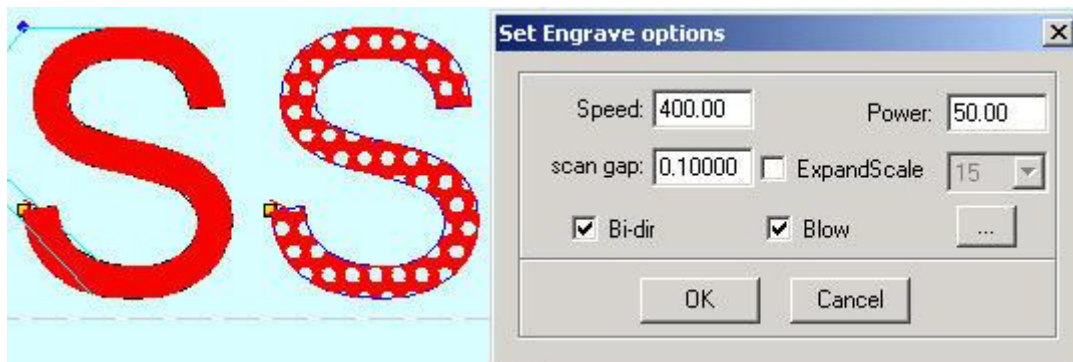 S S
Set Engrave options
Speed: 400.00 Power: 50.00
scan gap: 0.10000 ExpandScale 15
Bi-dir Blow ...
OK Cancel